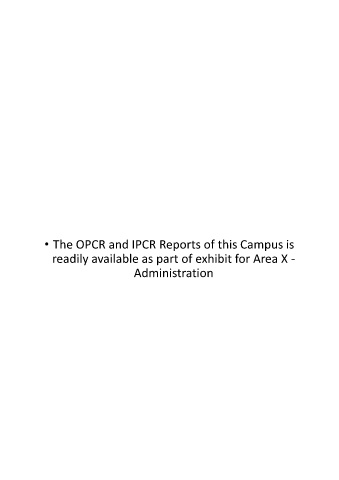 • The OPCR and IPCR Reports of this Campus is
readily available as part of exhibit for Area X -
Administration